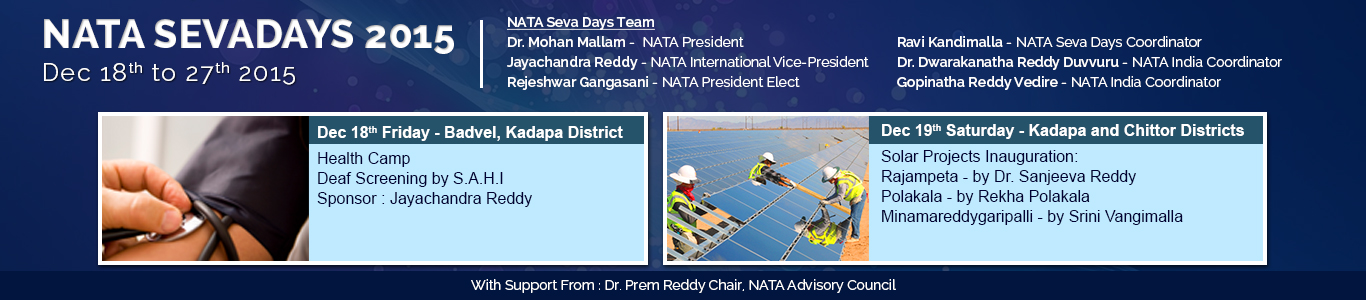 NATA SEVADAYS 2015
Dec 18th to 27th 2015
NATA Seva Days Team
Dr. Mohan Mallam - NATA President
Jayachandra Reddy - NATA International Vice-President
Rejeshwar Gangasani - NATA President Elect
Ravi Kandimalla - NATA Seva Days Coordinator
Dr. Dwarakanatha Reddy Duvvuru - NATA India Coordinator
Gopinatha Reddy Vedire - NATA India Coordinator
Dec 18th Friday - Badvel, Kadapa District
Health Camp
Deaf Screening by S.A.H.I
Sponsor : Jayachandra Reddy
Dec 19th Saturday - Kadapa and Chittor Districts
Solar Projects Inauguration:
Rajampeta - by Dr. Sanjeeva Reddy
Polakala - by Rekha Polakala
Minamareddygaripalli - by Srini Vangimalla
With Support From : Dr. Prem Reddy Chair, NATA Advisory Council